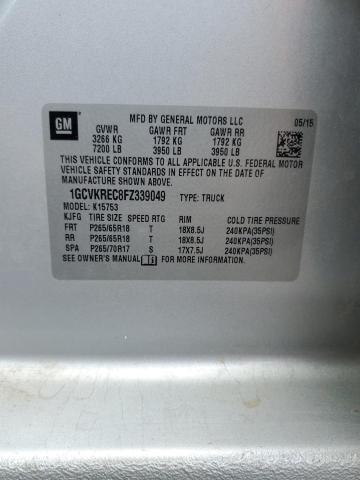 GM
MFD BY GENERAL MOTORS LLC 05/15
GVWR GAWR FRT GAWR RR
3266 KG 1792 KG 1792 KG
7200 LB 3950 LB 3950 LB
THIS VEHICLE CONFORMS TO ALL APPLICABLE U.S. FEDERAL MOTOR
VEHICLE SAFETY STANDARDS IN EFFECT ON THE DATE OF
MANUFACTURE SHOWN ABOVE.
1GCVKREC8FZ339049 TYPE: TRUCK
MODEL: K15753
KJFG TIRE SIZE SPEED RTG RIM COLD TIRE PRESSURE
FRT P265/65R18 T 18X8.5J 240KPA(35PSI)
RR P265/65R18 T 18X8.5J 240KPA(35PSI)
SPA P265/70R17 S 17X7.5J 240KPA(35PSI)
SEE OWNER'S MANUAL FOR MORE INFORMATION.